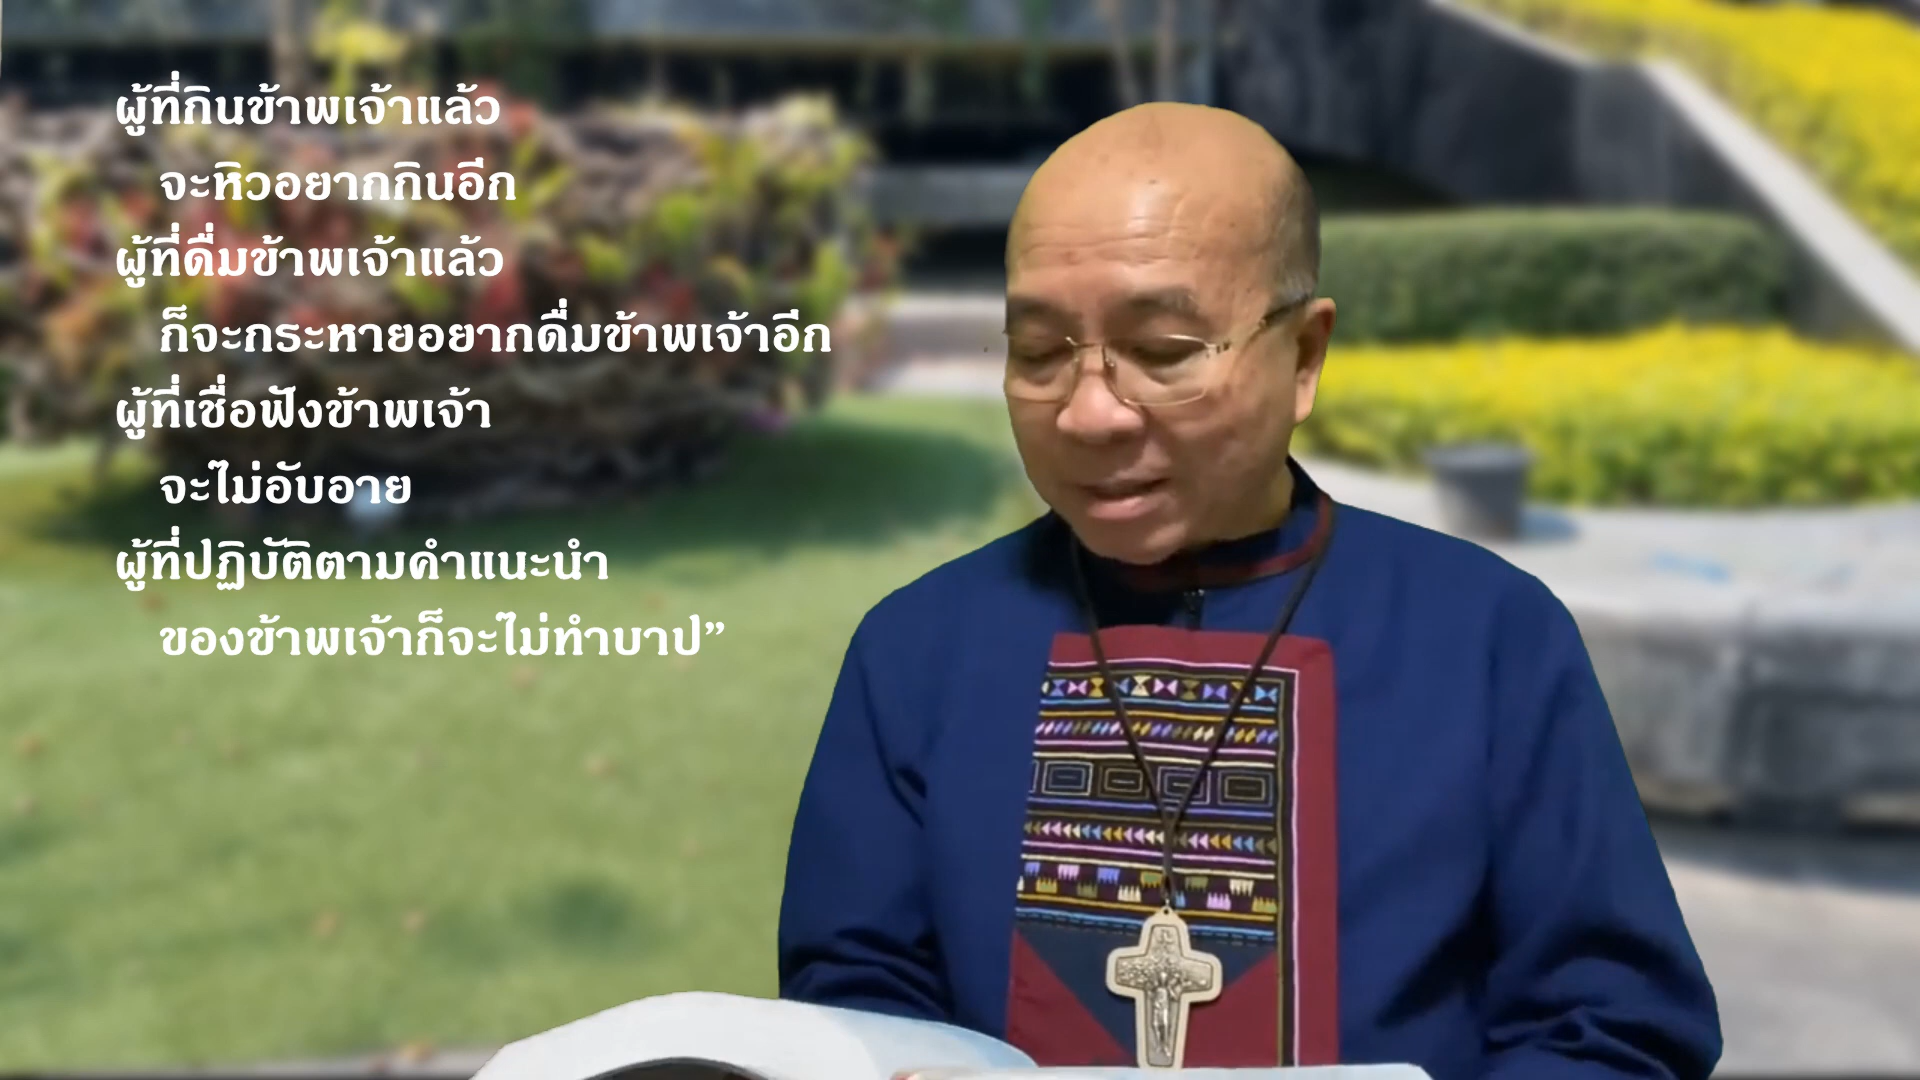 ผู้ที่กินข้าพเจ้าแล้ว
จะหิวอยากกินอีก
ผู้ที่ดื่มข้าพเจ้าแล้ว
ก็จะกระหายอยากดื่มข้าพเจ้าอีก
ผู้ที่เชื่อฟังข้าพเจ้า
จะไม่อับอาย
ผู้ที่ปฏิบัติตามคำแนะนำ
ของข้าพเจ้าก็จะไม่ทำบาป”